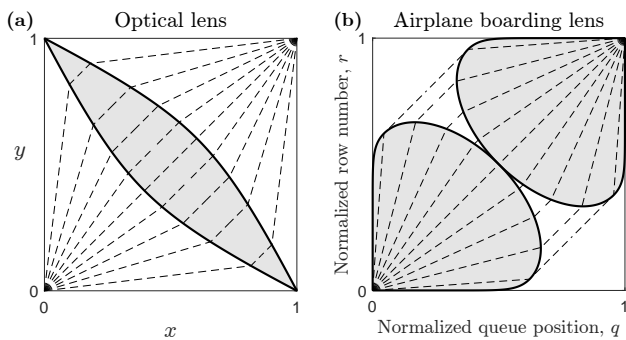 (a) Optical lens
1
y
0
0
1
x
(b) Airplane boarding lens
1
Normalized row number, r
0
0
1
Normalized queue position, q